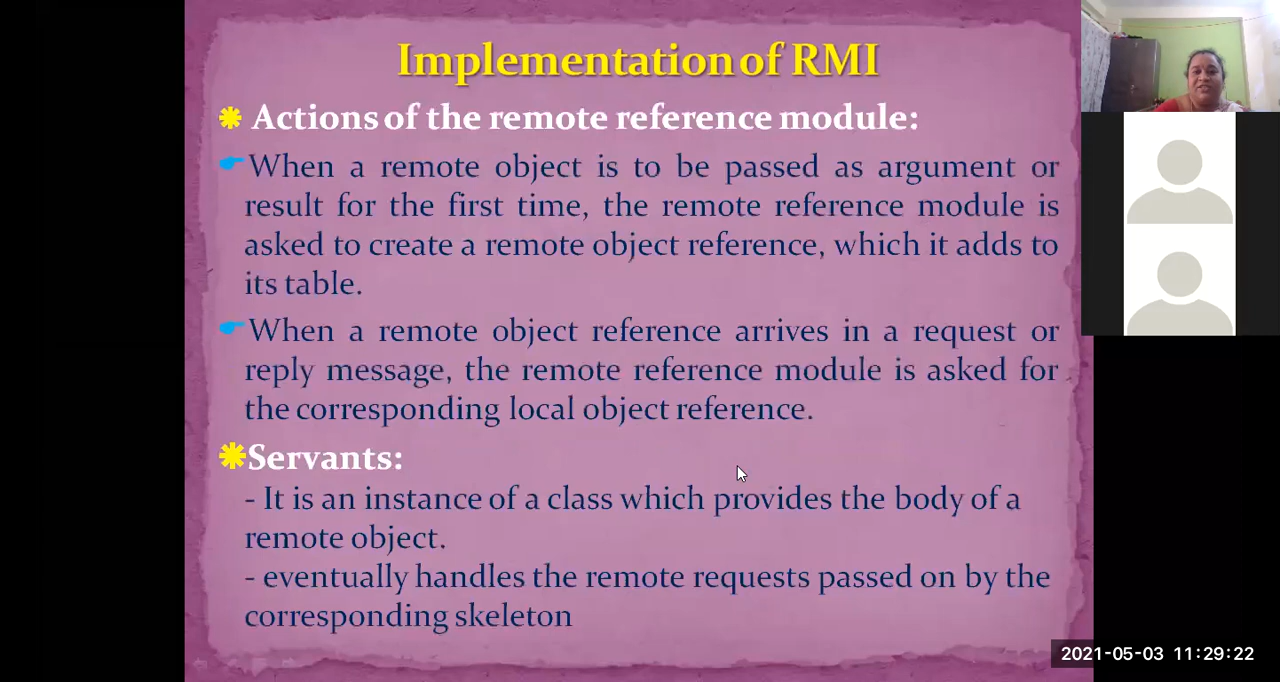 Implementation of RMI
Actions of the remote reference module:
When a remote object is to be passed as argument or
result for the first time, the remote reference module is
asked to create a remote object reference, which it adds to
its table.
When a remote object reference arrives in a request or
reply message, the remote reference module is asked for
the corresponding local object reference.
Servants:
- It is an instance of a class which provides the body of a
remote object.
- eventually handles the remote requests passed on by the
corresponding skeleton
2021-05-03 11:29:22